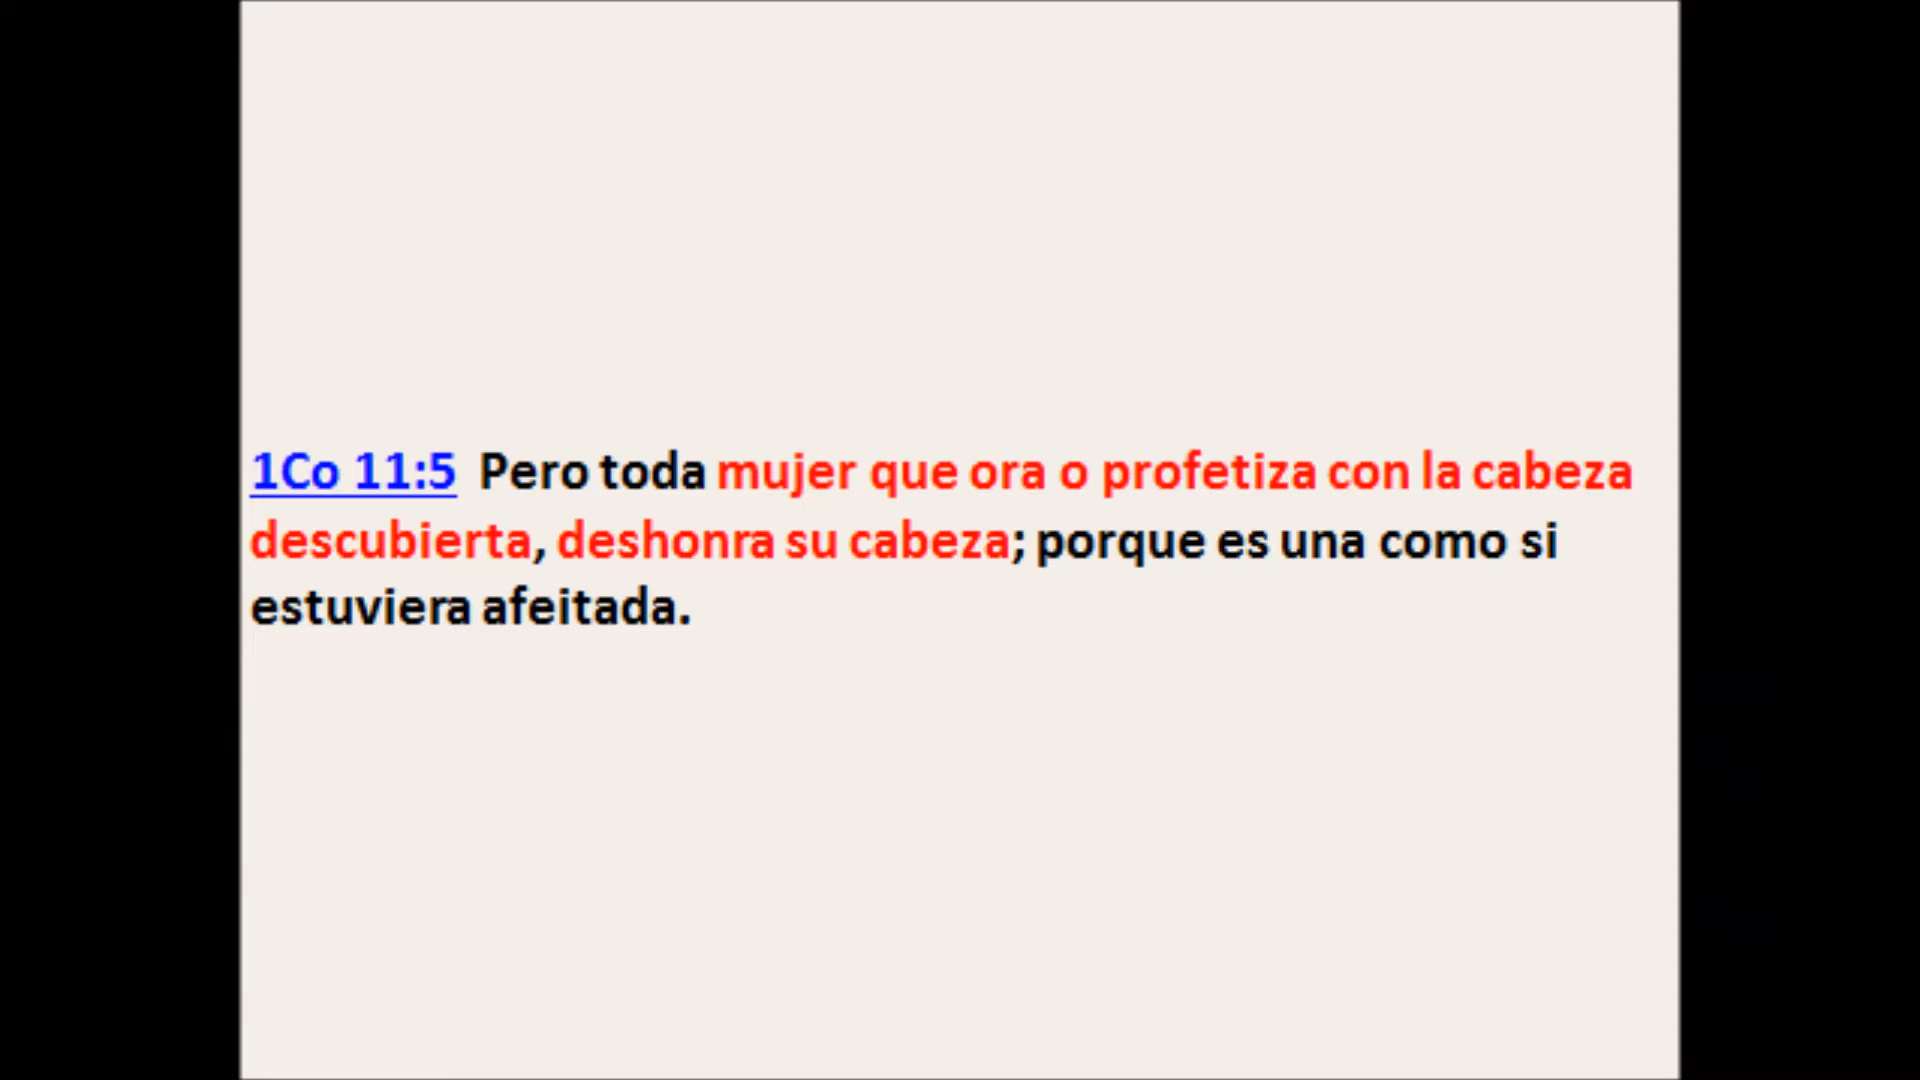 1Co 11:5  Pero toda mujer que ora o profetiza con la cabeza
descubierta, deshonra su cabeza; porque es una como si
estuviera afeitada.